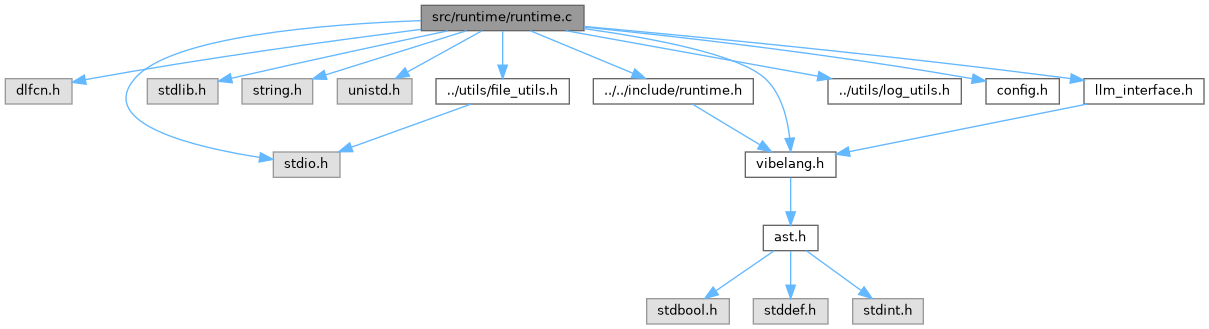 src/runtime/runtime.c
dlfcn.h
stdlib.h
string.h
unistd.h
../utils/file_utils.h
../../include/runtime.h
../utils/log_utils.h
config.h
llm_interface.h
stdio.h
vibelang.h
ast.h
stdbool.h
stddef.h
stdint.h